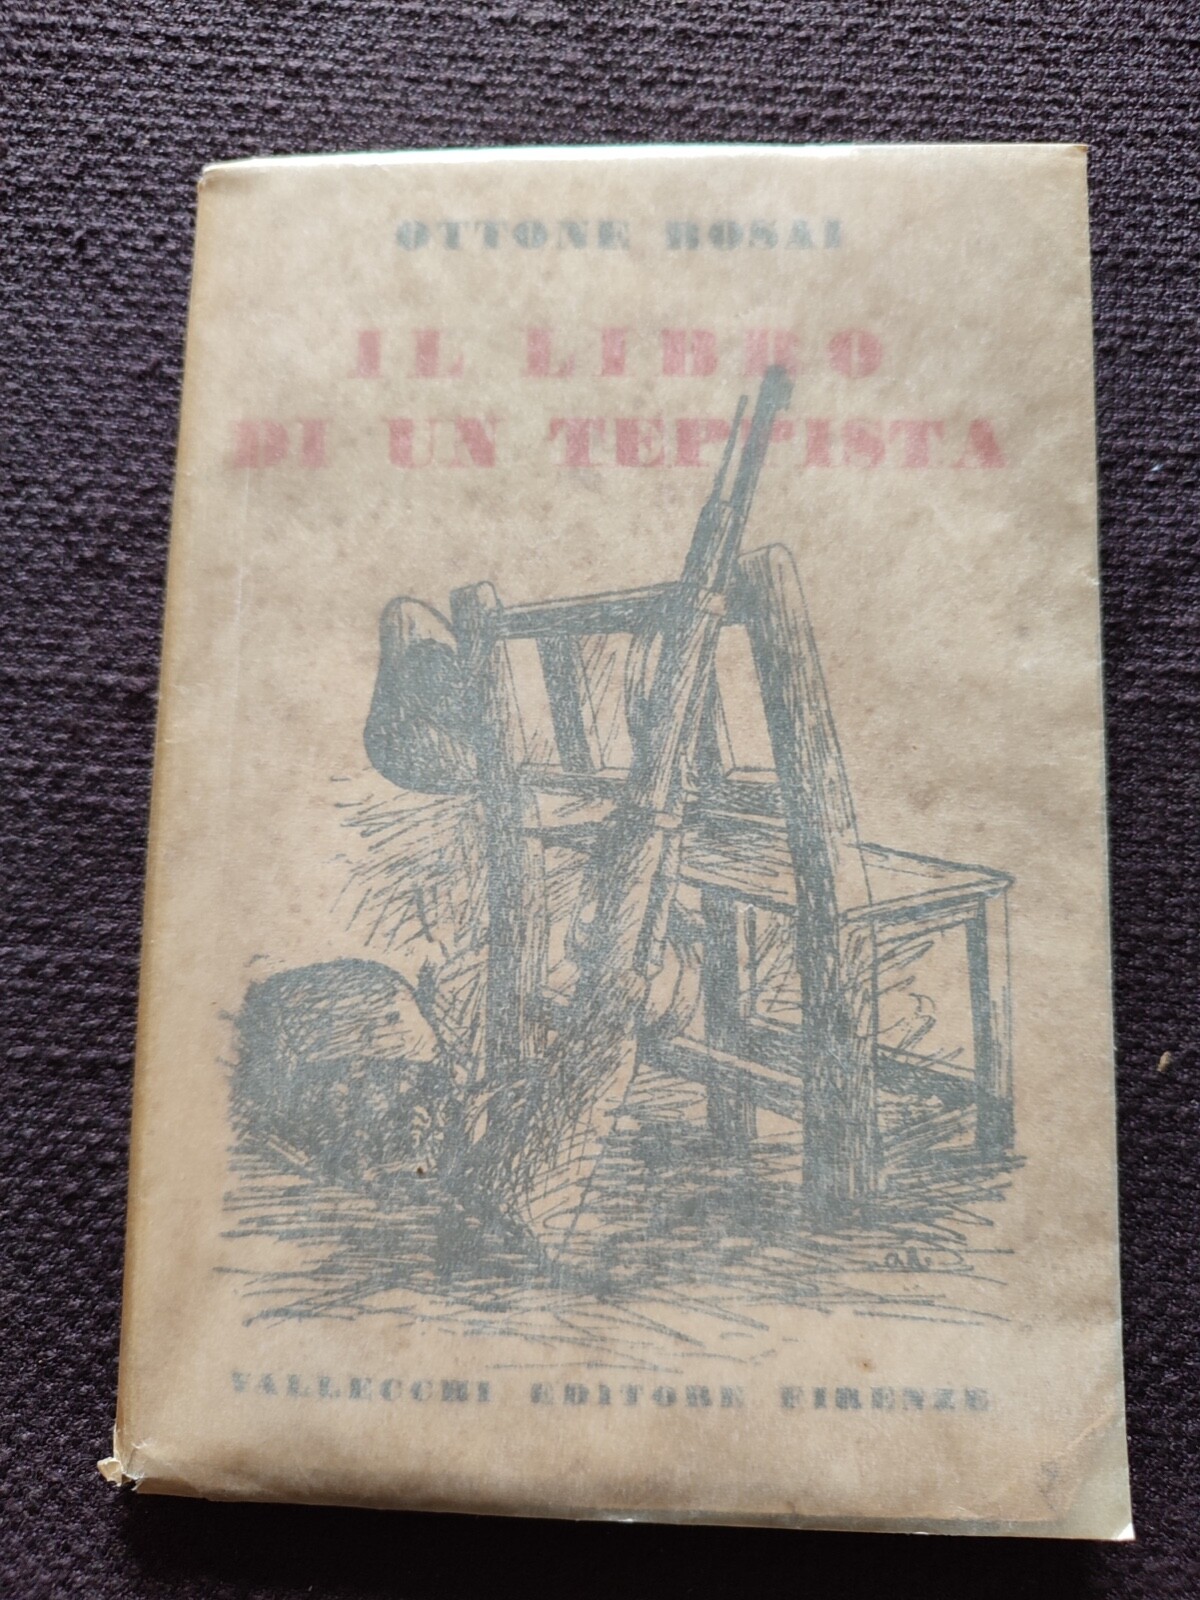 OTTONE ROSAI
IL LIBRO
DI UN TEPPISTA
a.l.
VALLECCHI EDITORE FIRENZE